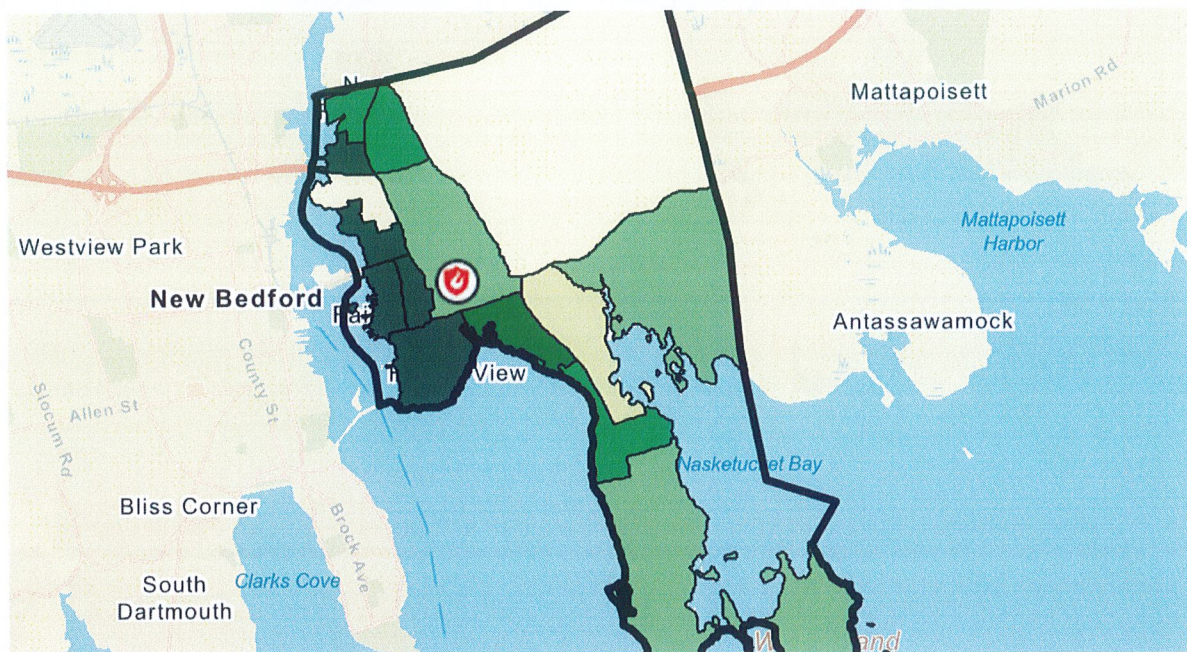 Mattapoisett
Marion Rd
Mattapoisett
Harbor
Westview Park
New Bedford
Antassawamock
County St
View
Allen St
Slocum Rd
Nasketucket Bay
Bliss Corner
Brock Ave
South
Dartmouth
Clarks Cove